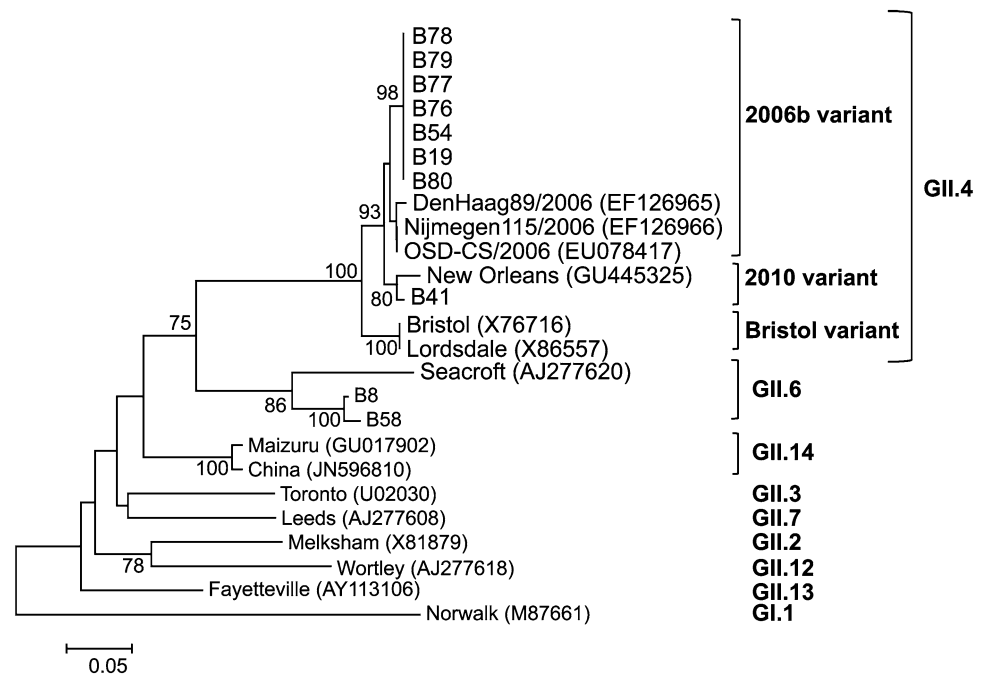 B78
B79
B77
98
B76
2006b variant
B54
B19
B80
GII.4
DenHaag89/2006 (EF126965)
93
Nijmegen115/2006 (EF126966)
OSD-CS/2006 (EU078417)
100
New Orleans (GU445325)
2010 variant
80
B41
Bristol (X76716)
75
Bristol variant
100
Lordsdale (X86557)
Seacroft (AJ277620)
GII.6
B8
86
100
B58
Maizuru (GU017902)
GII.14
100
China (JN596810)
Toronto (U02030)
GII.3
Leeds (AJ277608)
GII.7
Melksham (X81879)
GII.2
78
Wortley (AJ277618)
GII.12
Fayetteville (AY113106)
GII.13
Norwalk (M87661)
GI.1
0.05